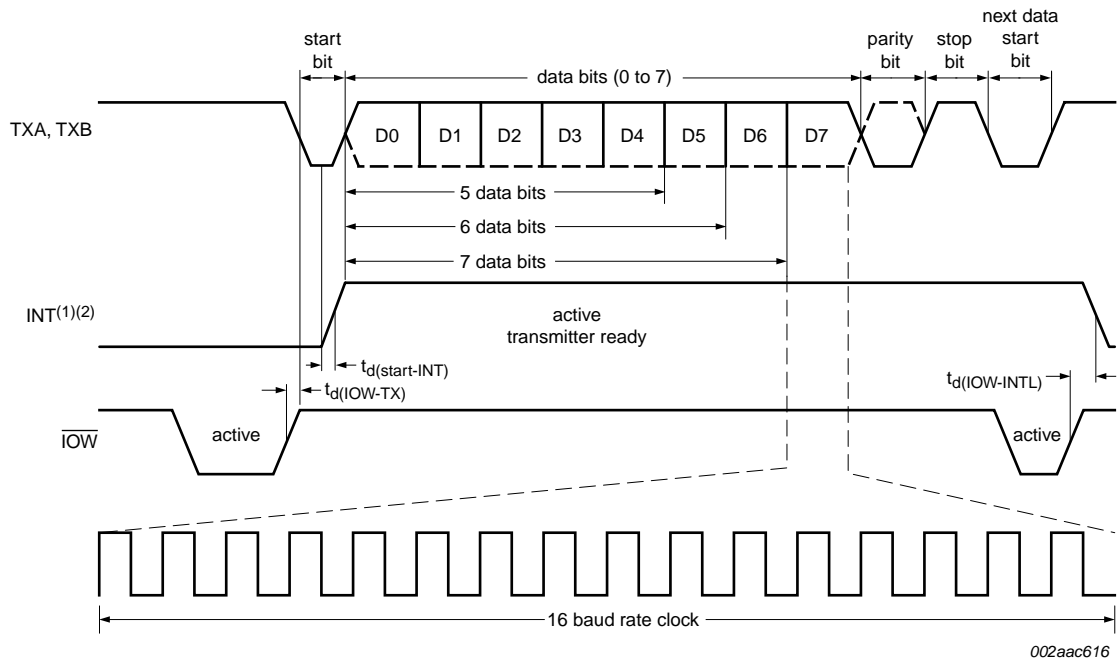 start bit
data bits (0 to 7)
parity bit
stop bit
next data start bit
TXA, TXB
D0 D1 D2 D3 D4 D5 D6 D7
5 data bits
6 data bits
7 data bits
INT(1)(2)
active
transmitter ready
td(start-INT)
td(IOW-TX)
td(IOW-INTL)
IOW
active
active
16 baud rate clock
002aac616